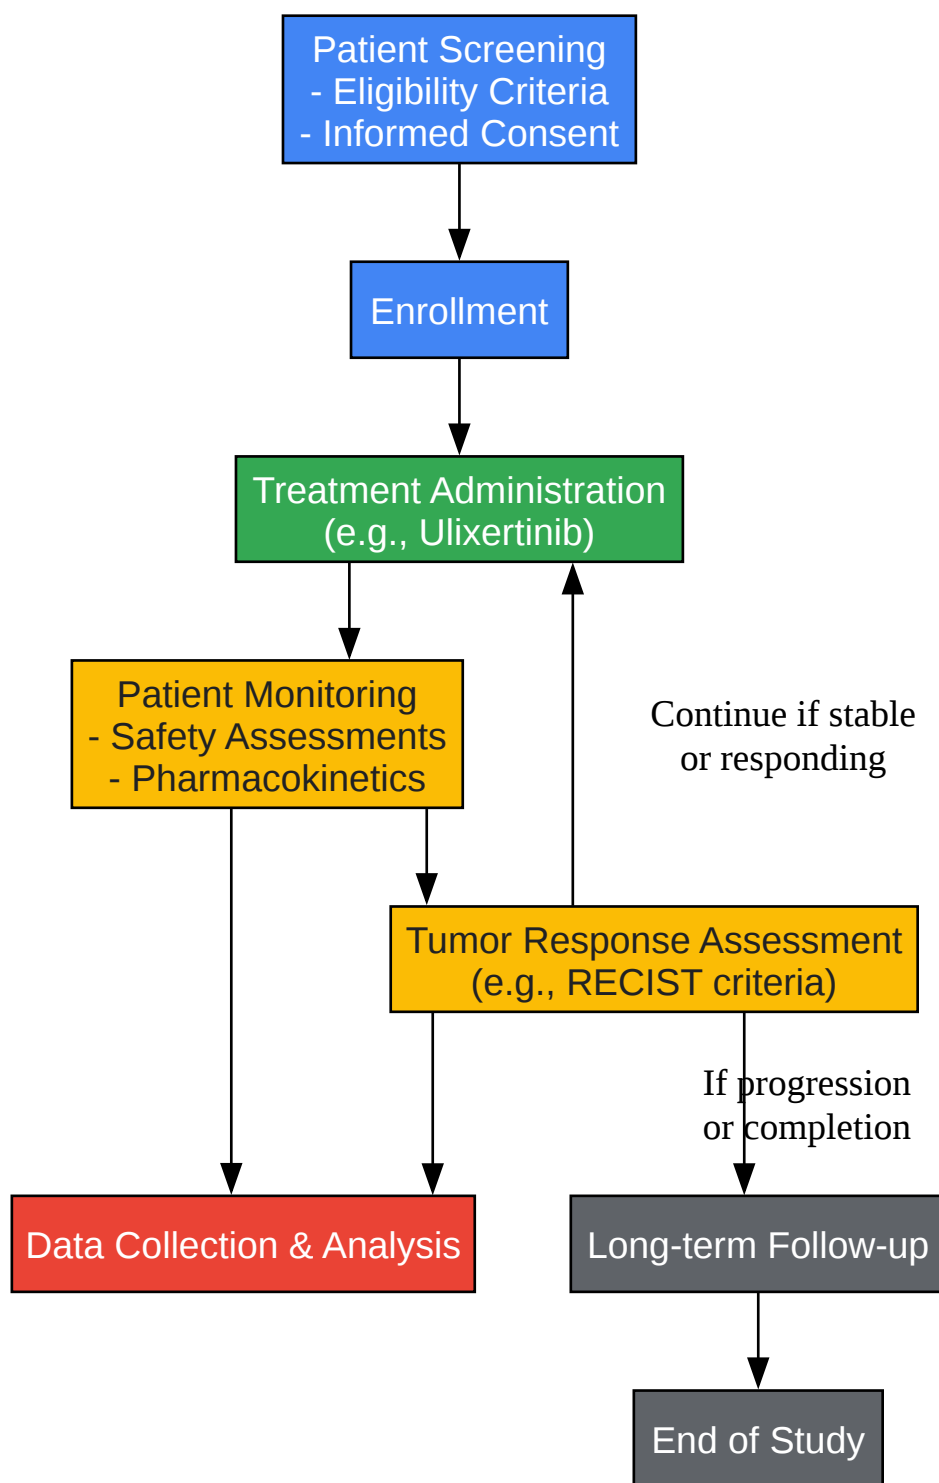 Patient Screening
- Eligibility Criteria
- Informed Consent
Enrollment
Treatment Administration
(e.g., Ulixertinib)
Patient Monitoring
- Safety Assessments
- Pharmacokinetics
Continue if stable
or responding
Tumor Response Assessment
(e.g., RECIST criteria)
If progression
or completion
Data Collection & Analysis
Long-term Follow-up
End of Study